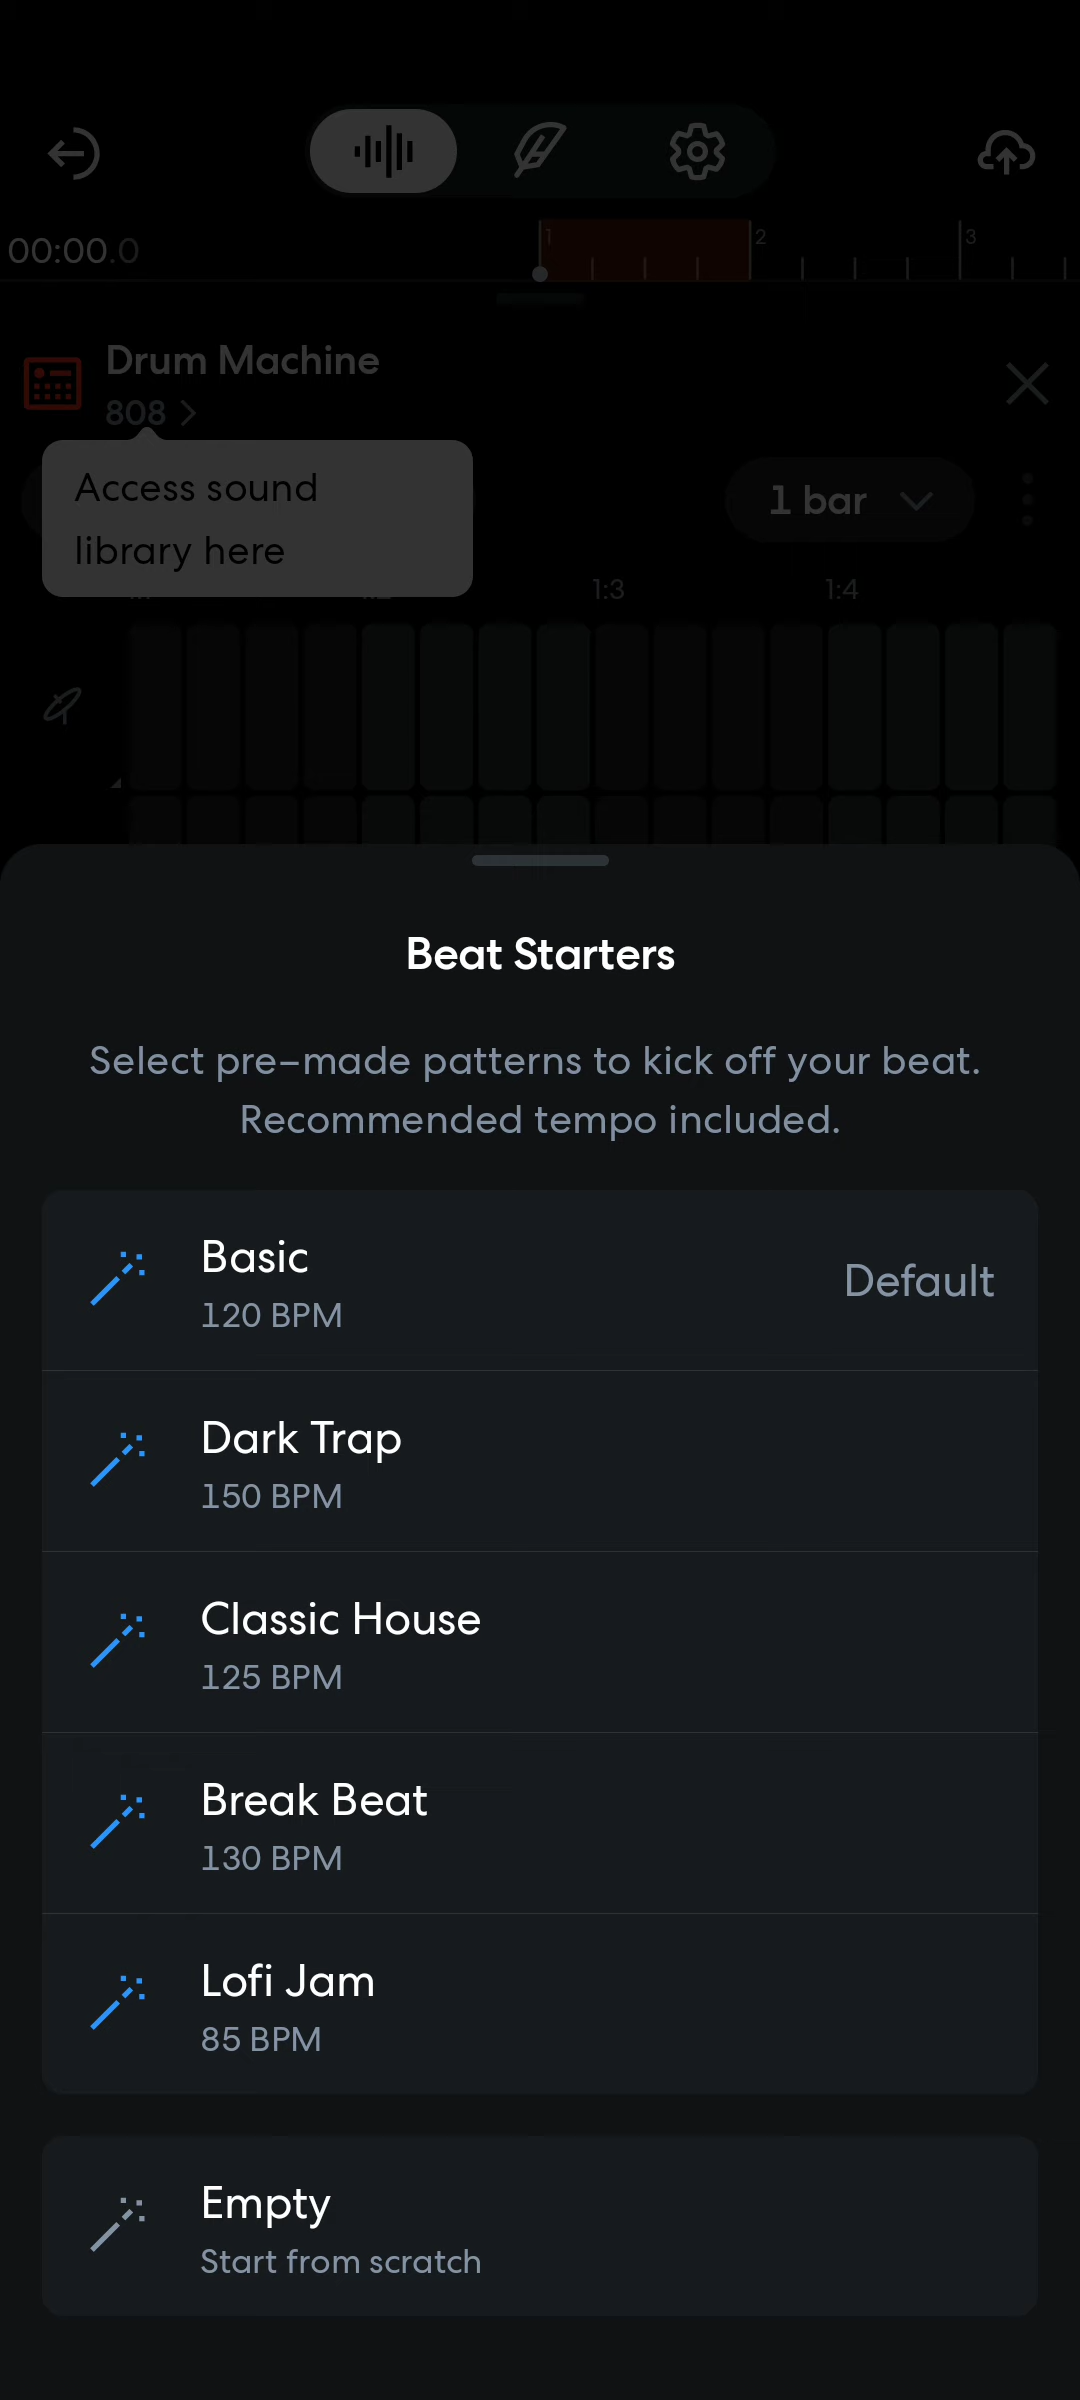 00:00.0
1
2
3
Drum Machine
808
Access sound
library here
1 bar
1:3
1:4
Beat Starters
Select pre-made patterns to kick off your beat.
Recommended tempo included.
Basic
120 BPM
Default
Dark Trap
150 BPM
Classic House
125 BPM
Break Beat
130 BPM
Lofi Jam
85 BPM
Empty
Start from scratch